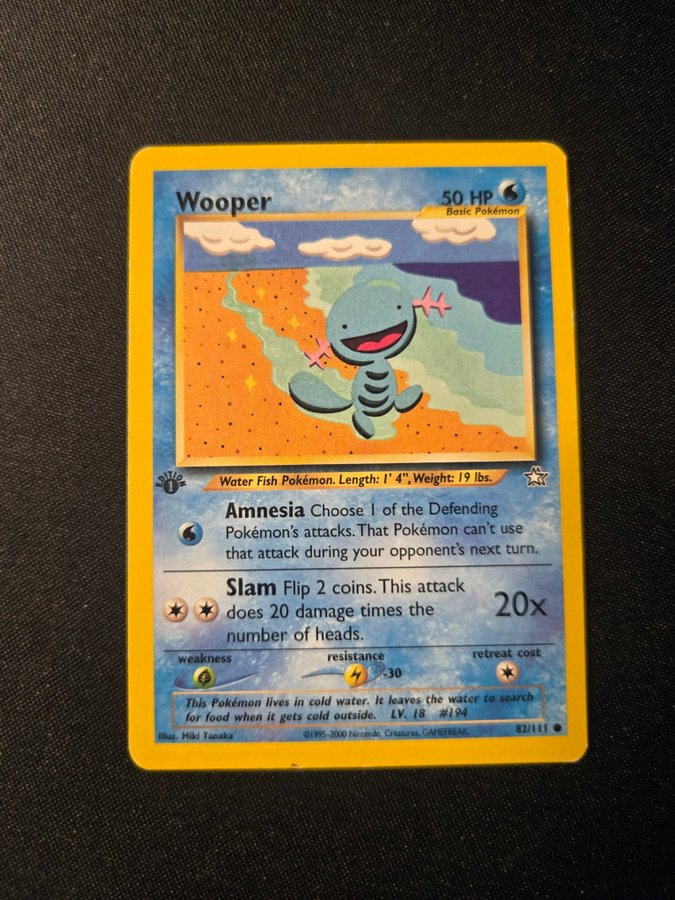 Wooper
50 HP
Basic Pokémon
EDITION
1
Water Fish Pokémon. Length: 1' 4", Weight: 19 lbs.
Amnesia Choose 1 of the Defending
Pokémon's attacks. That Pokémon can't use
that attack during your opponent's next turn.
Slam Flip 2 coins. This attack
does 20 damage times the
number of heads.
20x
weakness
resistance
retreat cost
-30
This Pokémon lives in cold water. It leaves the water to search
for food when it gets cold outside. LV. 18 #194
Illus. Miki Tanaka
©1995-2000 Nintendo, Creatures, GAMEFREAK.
82/111